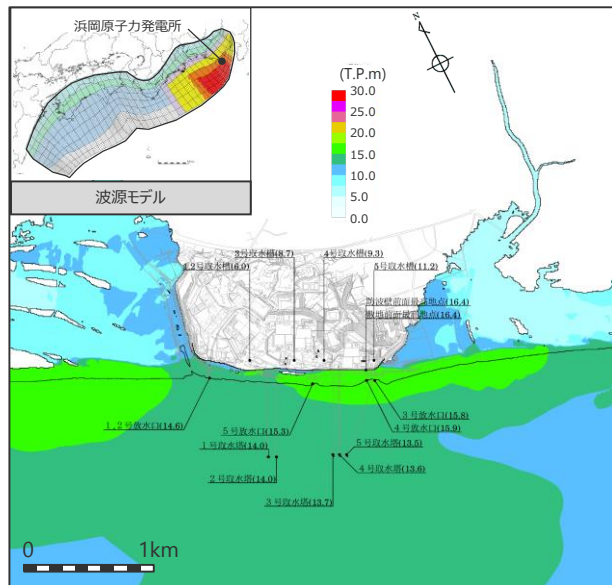 浜岡原子力発電所
波源モデル
(T.P.m)
30.0
25.0
20.0
15.0
10.0
5.0
0.0
3号取水槽(8.7)
4号取水槽(9.3)
1,2号取水槽(6.0)
5号取水槽(11.2)
防波壁前面最高地点(16.4)
敷地前面最高地点(16.4)
1,2号放水口(14.6)
5号放水口(15.3)
3号放水口(15.8)
4号放水口(15.9)
1号取水塔(14.0)
2号取水塔(14.0)
5号取水塔(13.5)
4号取水塔(13.6)
3号取水塔(13.7)
0
1km